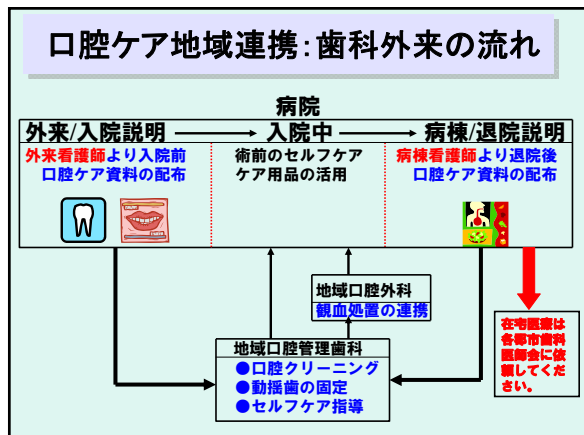 口腔ケア地域連携:歯科外来の流れ
病院
外来/入院説明
入院中
病棟/退院説明
外来看護師より入院前
口腔ケア資料の配布
術前のセルフケア
ケア用品の活用
病棟看護師より退院後
口腔ケア資料の配布
地域口腔外科
観血処置の連携
地域口腔管理歯科
●口腔クリーニング
●動揺歯の固定
●セルフケア指導
在宅医療は
各郡市歯科
医師会に依
頼してくだ
さい。